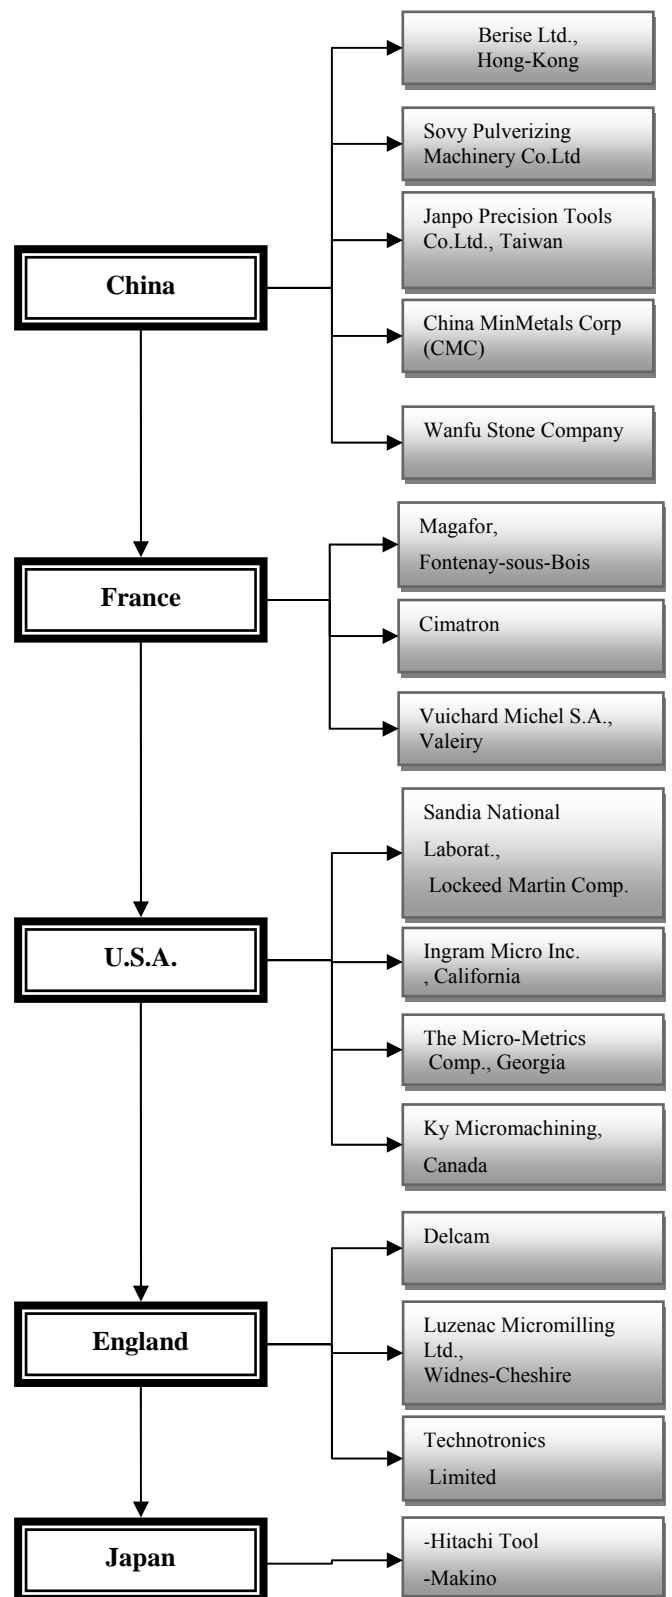 China
Berise Ltd.,
Hong-Kong
Sovy Pulverizing
Machinery Co.Ltd
Janpo Precision Tools
Co.Ltd., Taiwan
China MinMetals Corp
(CMC)
Wanfu Stone Company
France
Magafor,
Fontenay-sous-Bois
Cimatron
Vuichard Michel S.A.,
Valeiry
U.S.A.
Sandia National
Laborat.,
Lockeed Martin Comp.
Ingram Micro Inc.
, California
The Micro-Metrics
Comp., Georgia
Ky Micromachining,
Canada
England
Delcam
Luzenac Micromilling
Ltd.,
Widnes-Cheshire
Technotronics
Limited
Japan
-Hitachi Tool
-Makino